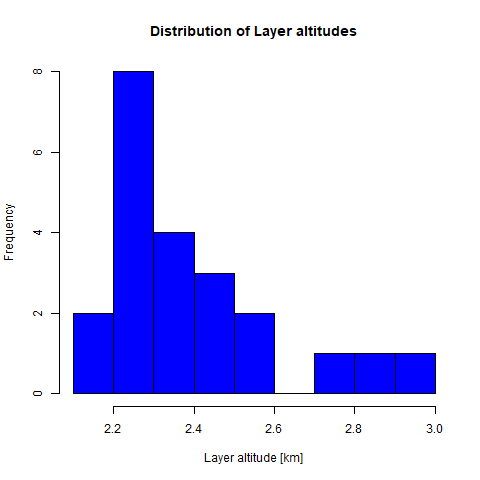 Distribution of Layer altitudes
8
6
4
2
0
Frequency
2.2 2.4 2.6 2.8 3.0
Layer altitude [km]